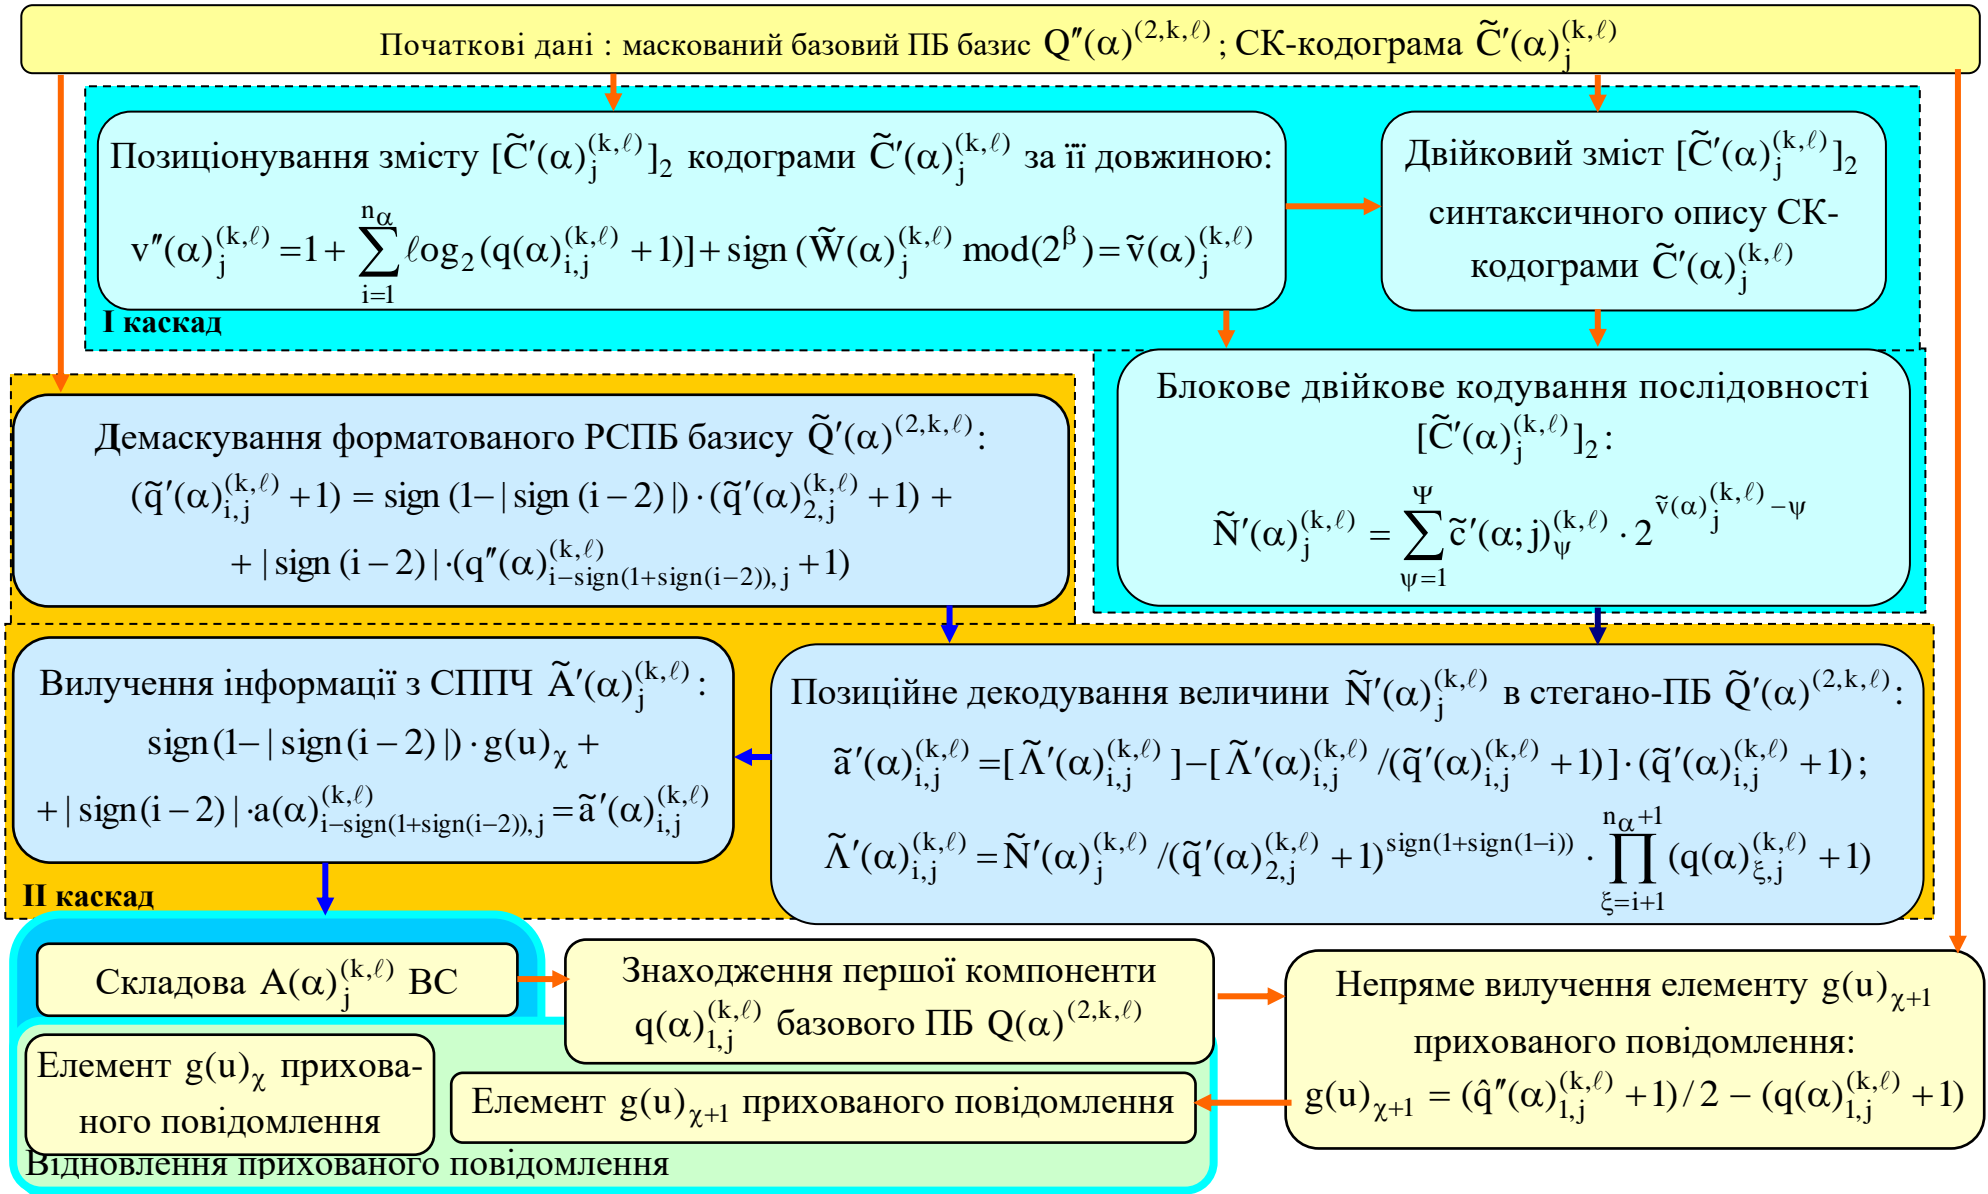 Початкові дані : маскований базовий ПБ базис Q″(α)^(2,k,ℓ) ; СК-кодограма C̃′(α)_j^(k,ℓ)
Позиціонування змісту [C̃′(α)_j^(k,ℓ)]_2 кодограми C̃′(α)_j^(k,ℓ) за її довжиною:
v″(α)_j^(k,ℓ) = 1 + ∑_{i=1}^{n_α} ℓog_2 (q(α)_{i,j}^(k,ℓ) + 1)] + sign (W̃(α)_j^(k,ℓ) mod(2^β) = ṽ(α)_j^(k,ℓ)
Двійковий зміст [C̃′(α)_j^(k,ℓ)]_2
синтаксичного опису СК-
кодограми C̃′(α)_j^(k,ℓ)
І каскад
Блокове двійкове кодування послідовності
[C̃′(α)_j^(k,ℓ)]_2 :
Ñ′(α)_j^(k,ℓ) = ∑_{ψ=1}^{Ψ} c̃′(α; j)_ψ^(k,ℓ) · 2^{ṽ(α)_j^(k,ℓ) − ψ}
Демаскування форматованого РСПБ базису Q̃′(α)^(2,k,ℓ) :
(q̃′(α)_{i,j}^(k,ℓ) + 1) = sign (1− | sign (i − 2) |) · (q̃′(α)_{2,j}^(k,ℓ) + 1) +
+ | sign (i − 2) | · (q″(α)_{i−sign(1+sign(i−2)), j}^(k,ℓ) + 1)
Вилучення інформації з СППЧ Ã′(α)_j^(k,ℓ) :
sign(1− | sign(i − 2) |) · g(u)_χ +
+ | sign(i − 2) | · a(α)_{i−sign(1+sign(i−2)), j}^(k,ℓ) = ã′(α)_{i,j}^(k,ℓ)
Позиційне декодування величини Ñ′(α)_j^(k,ℓ) в стегано-ПБ Q̃′(α)^(2,k,ℓ) :
ã′(α)_{i,j}^(k,ℓ) = [ Λ̃′(α)_{i,j}^(k,ℓ) ] − [ Λ̃′(α)_{i,j}^(k,ℓ) /(q̃′(α)_{i,j}^(k,ℓ) + 1) ] · (q̃′(α)_{i,j}^(k,ℓ) + 1) ;
Λ̃′(α)_{i,j}^(k,ℓ) = Ñ′(α)_j^(k,ℓ) /(q̃′(α)_{2,j}^(k,ℓ) + 1)^{sign(1+sign(1−i))} · ∏_{ξ=i+1}^{n_α+1} (q(α)_{ξ,j}^(k,ℓ) + 1)
ІІ каскад
Складова A(α)_j^(k,ℓ) ВС
Знаходження першої компоненти
q(α)_{1,j}^(k,ℓ) базового ПБ Q(α)^(2,k,ℓ)
Непряме вилучення елементу g(u)_{χ+1}
прихованого повідомлення:
g(u)_{χ+1} = (q̂″(α)_{1,j}^(k,ℓ) + 1) / 2 − (q(α)_{1,j}^(k,ℓ) + 1)
Елемент g(u)_χ прихова-
ного повідомлення
Елемент g(u)_{χ+1} прихованого повідомлення
Відновлення прихованого повідомлення